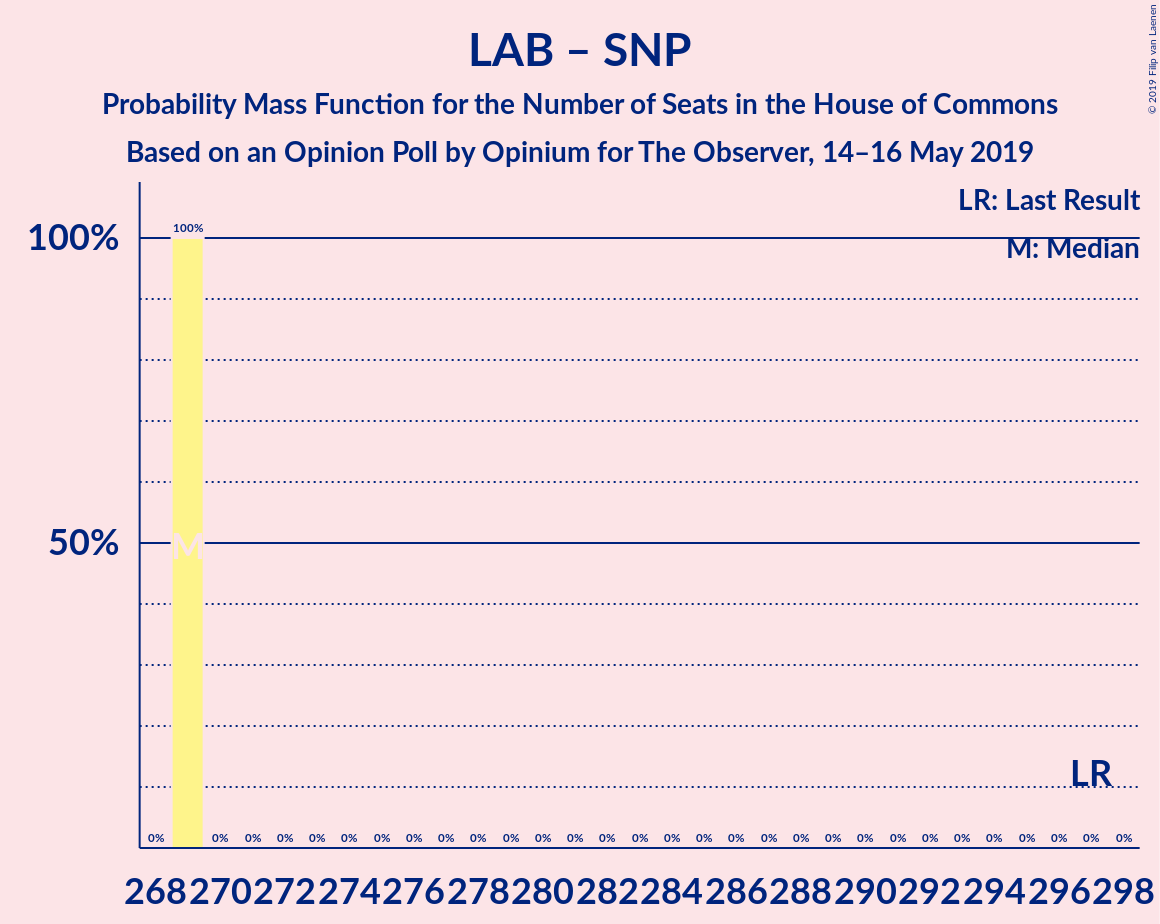 LAB – SNP
Probability Mass Function for the Number of Seats in the House of Commons
Based on an Opinion Poll by Opinium for The Observer, 14–16 May 2019
© 2019 Filip van Laenen
LR: Last Result
M: Median
100%
100%
50%
M
LR
0% 0% 0% 0% 0% 0% 0% 0% 0% 0% 0% 0% 0% 0% 0% 0% 0% 0% 0% 0% 0% 0% 0% 0% 0% 0% 0% 0% 0% 0%
268 270 272 274 276 278 280 282 284 286 288 290 292 294 296 298